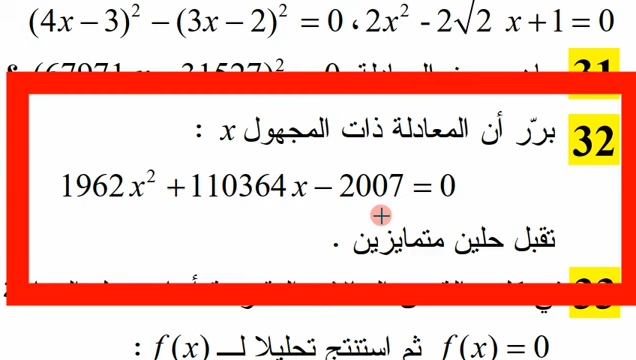 (4x − 3)² − (3x − 2)² = 0 ، 2x² - 2√2 x + 1 = 0
31
32 برّر أن المعادلة ذات المجهول x :
1962x² + 110364x − 2007 = 0
تقبل حلين متمايزين .
33
f(x) = 0 ثم استنتج تحليلا لـ f(x) :